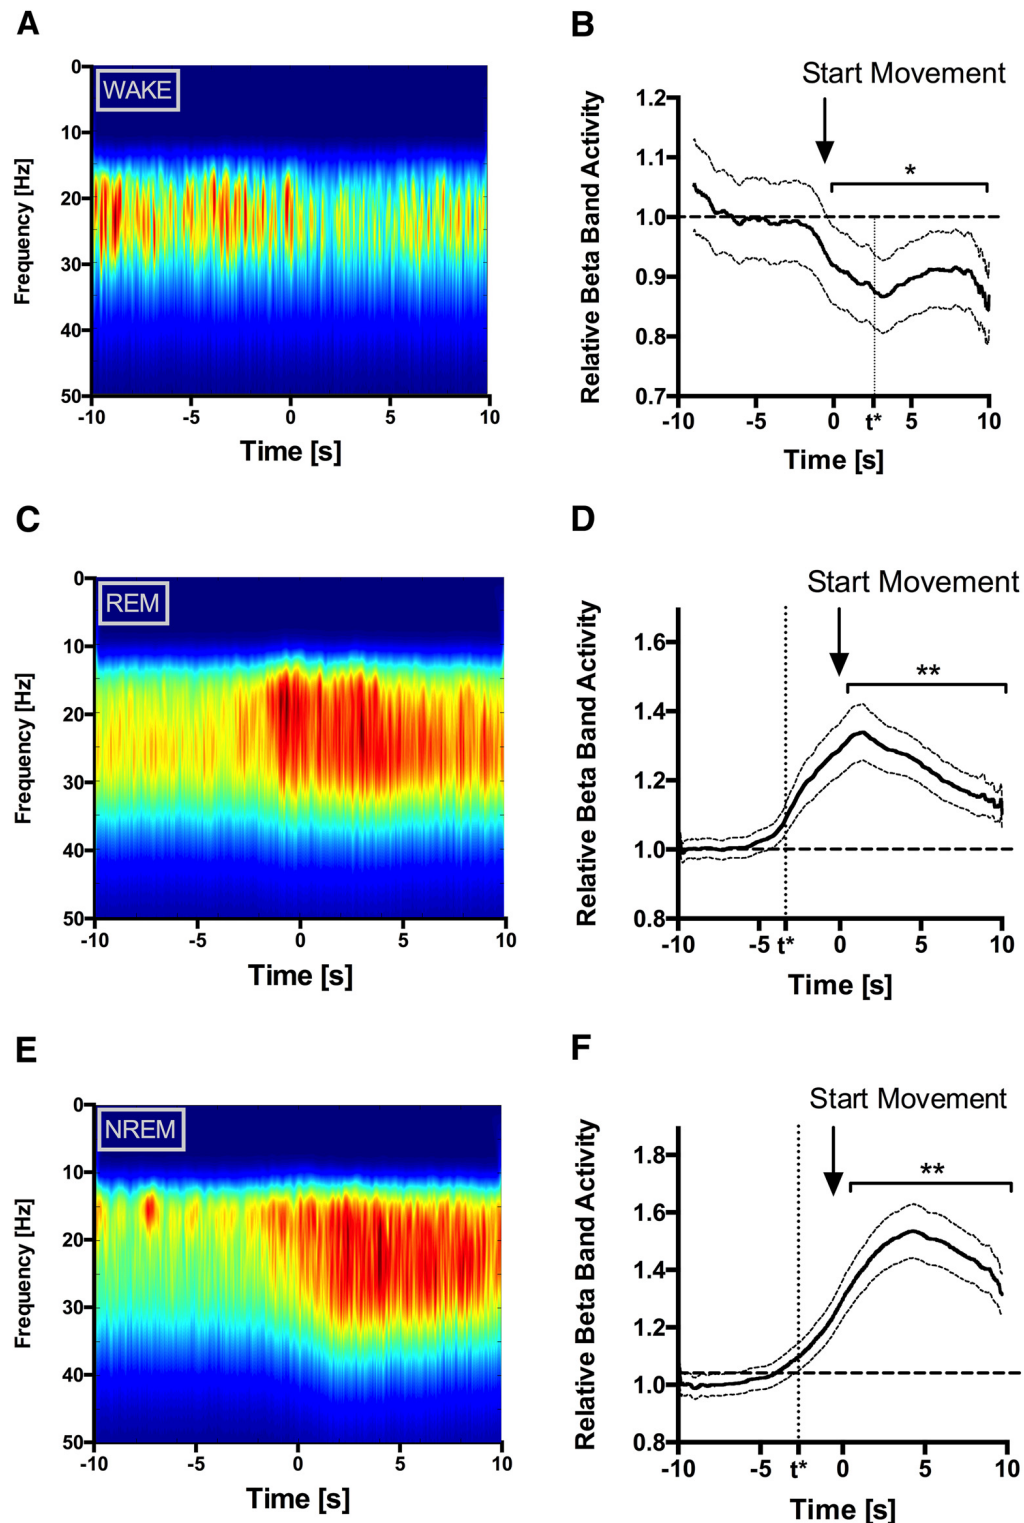 A
WAKE
0
10
20
30
40
50
Frequency [Hz]
-10
-5
0
5
10
Time [s]
B
Start Movement
*
1.2
1.1
1.0
0.9
0.8
0.7
Relative Beta Band Activity
-10
-5
0
t*
5
10
Time [s]
C
REM
0
10
20
30
40
50
Frequency [Hz]
-10
-5
0
5
10
Time [s]
D
Start Movement
**
1.6
1.4
1.2
1.0
0.8
Relative Beta Band Activity
-10
-5
t*
0
5
10
Time [s]
E
NREM
0
10
20
30
40
50
Frequency [Hz]
-10
-5
0
5
10
Time [s]
F
Start Movement
**
1.8
1.6
1.4
1.2
1.0
0.8
Relative Beta Band Activity
-10
-5
t*
0
5
10
Time [s]